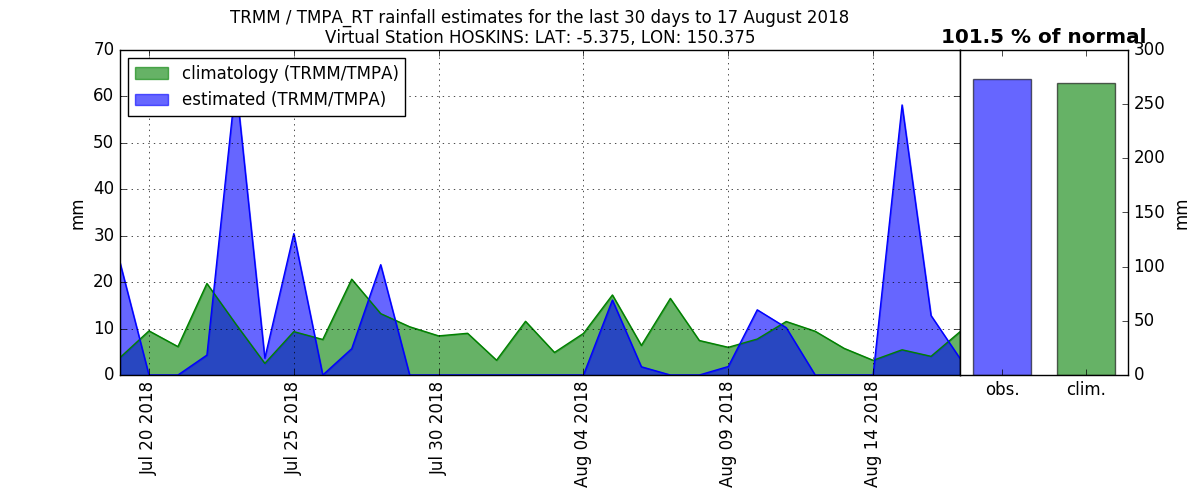 TRMM / TMPA_RT rainfall estimates for the last 30 days to 17 August 2018
Virtual Station HOSKINS: LAT: -5.375, LON: 150.375
101.5 % of normal
climatology (TRMM/TMPA)
estimated (TRMM/TMPA)
70
60
50
40
30
20
10
0
mm
Jul 20 2018
Jul 25 2018
Jul 30 2018
Aug 04 2018
Aug 09 2018
Aug 14 2018
obs.
clim.
300
250
200
150
100
50
0
mm